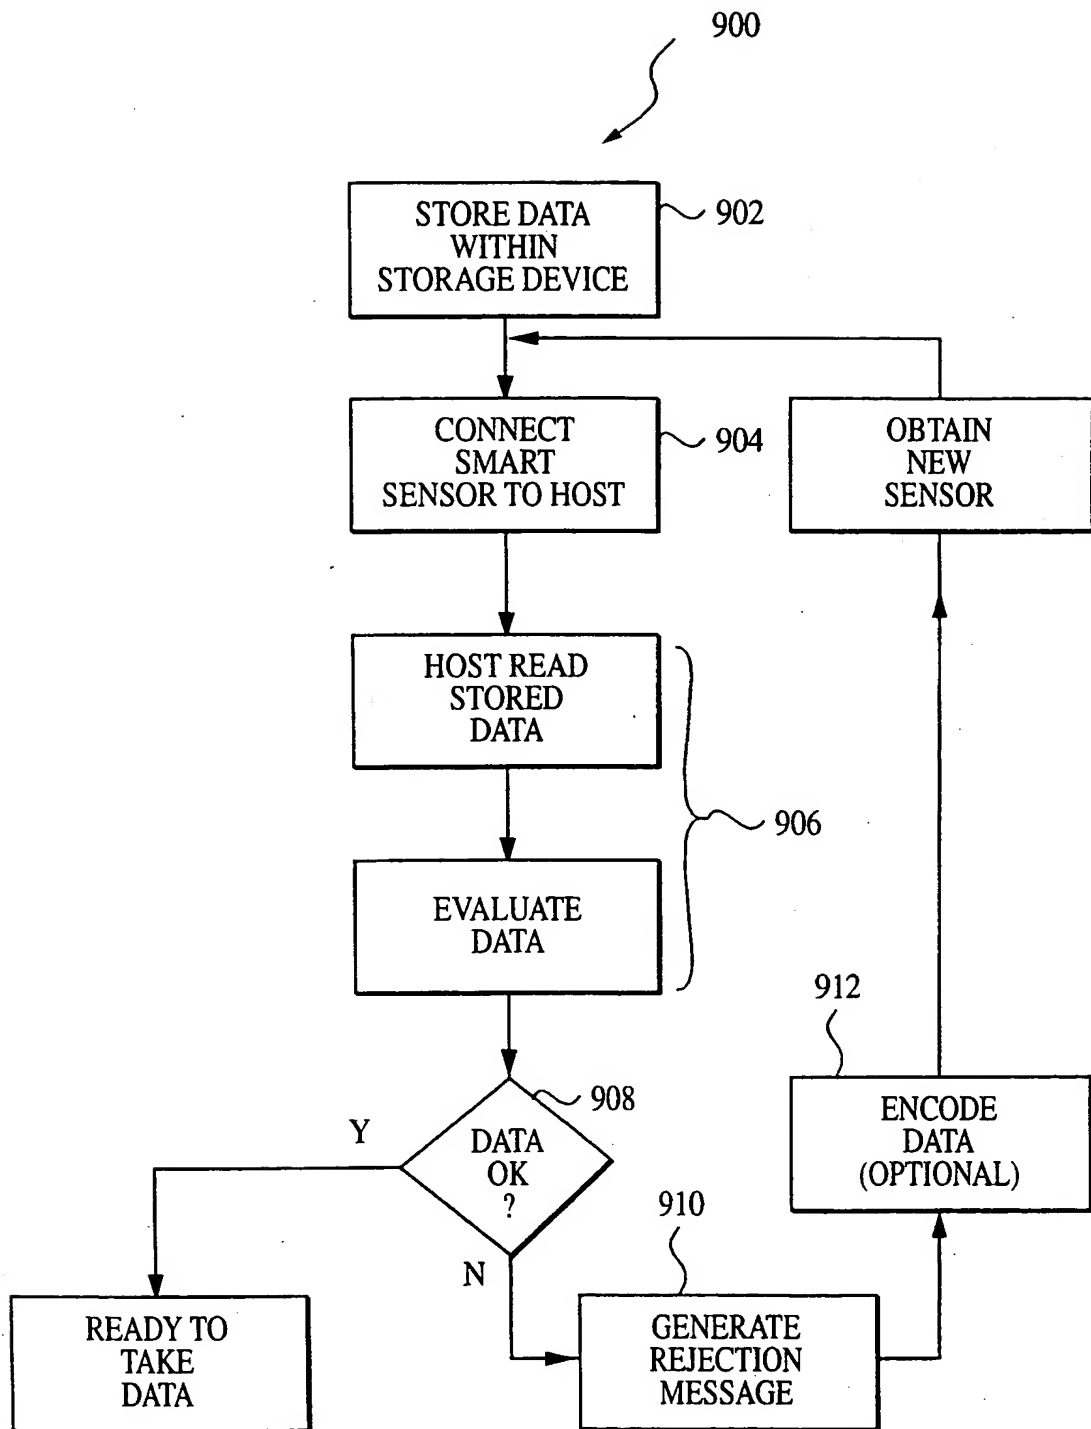 900
STORE DATA
WITHIN
STORAGE DEVICE
902
CONNECT
SMART
SENSOR TO HOST
904
OBTAIN
NEW
SENSOR
HOST READ
STORED
DATA
906
EVALUATE
DATA
912
ENCODE
DATA
(OPTIONAL)
908
Y
DATA
OK
?
N
910
READY TO
TAKE
DATA
GENERATE
REJECTION
MESSAGE